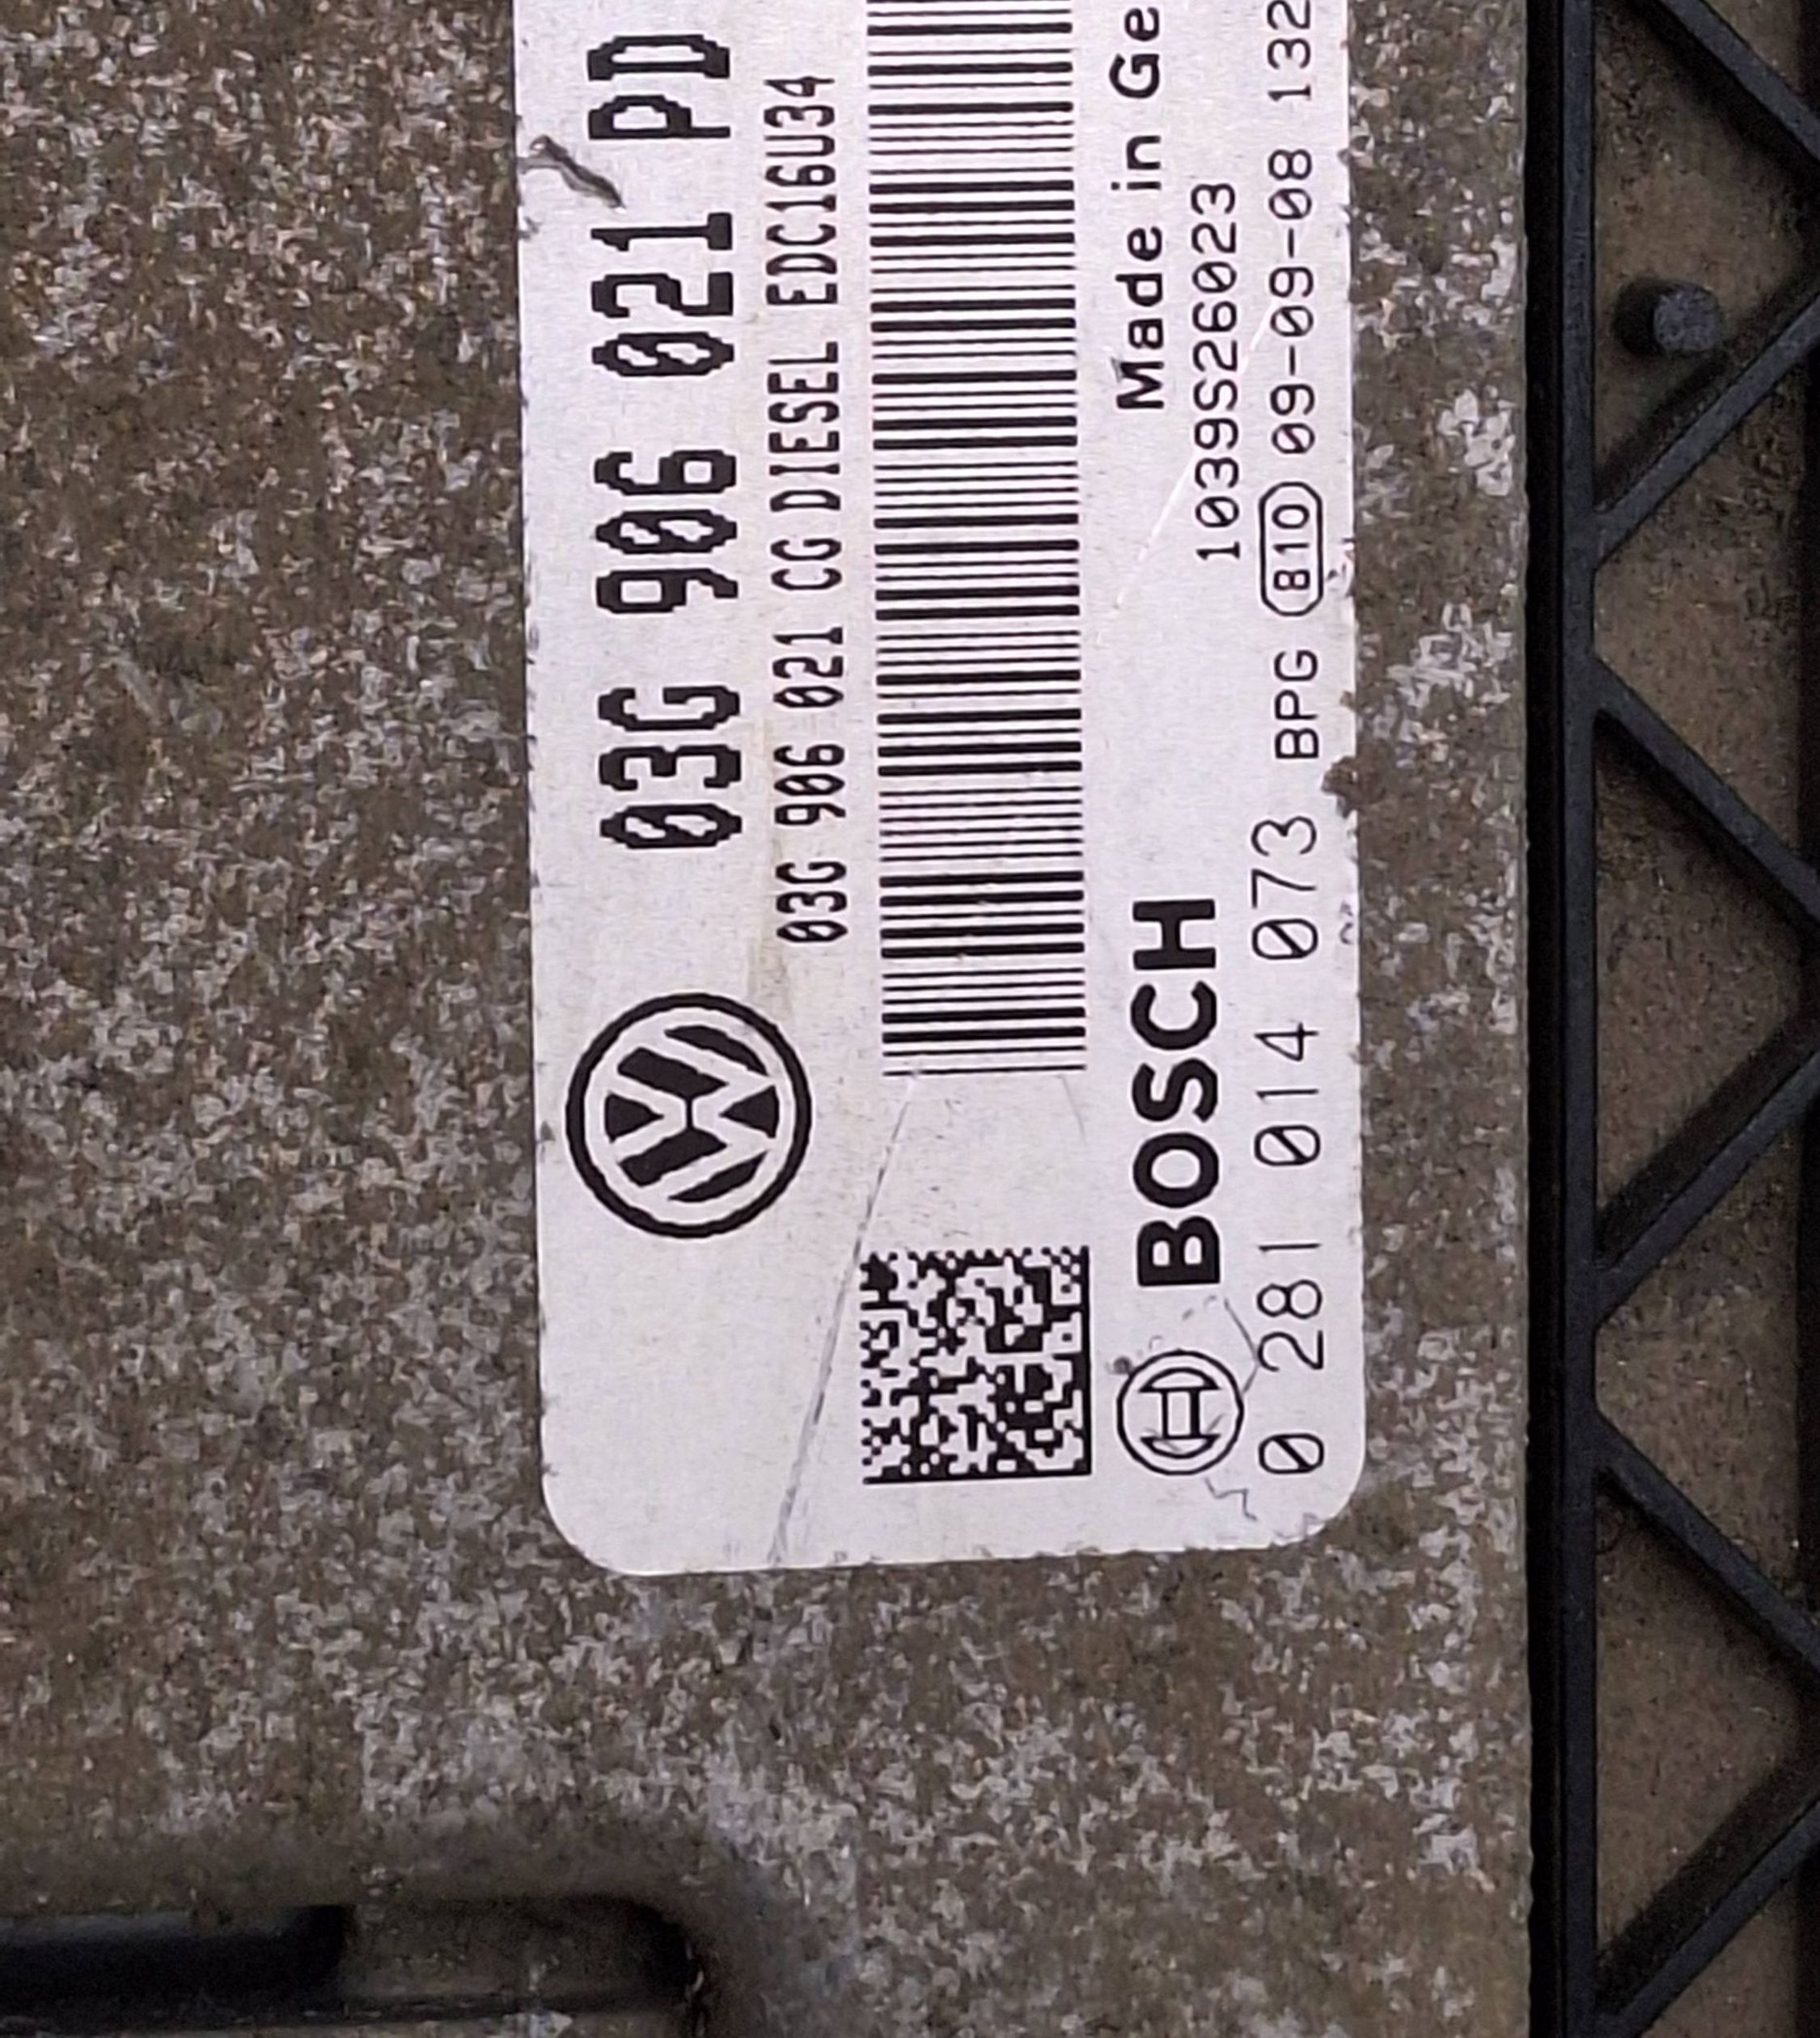 03G 906 021 PD
03G 906 021 CG DIESEL EDC16U34
Made in Ge
BOSCH
1039S26023
0 281 014 073 BPG 810 09-09-08 132